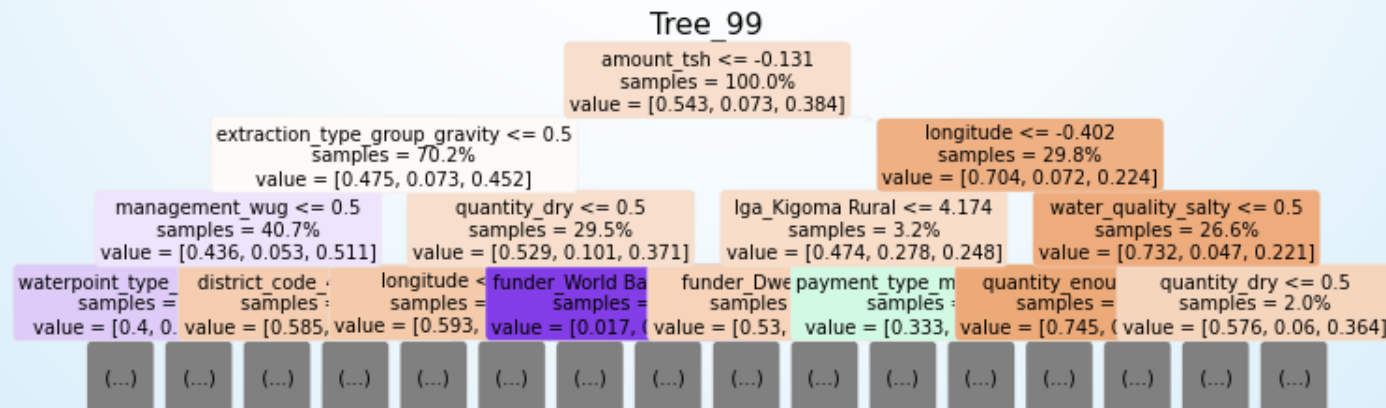 Tree_99
amount_tsh <= -0.131
samples = 100.0%
value = [0.543, 0.073, 0.384]
extraction_type_group_gravity <= 0.5
samples = 70.2%
value = [0.475, 0.073, 0.452]
longitude <= -0.402
samples = 29.8%
value = [0.704, 0.072, 0.224]
management_wug <= 0.5
samples = 40.7%
value = [0.436, 0.053, 0.511]
quantity_dry <= 0.5
samples = 29.5%
value = [0.529, 0.101, 0.371]
lga_Kigoma Rural <= 4.174
samples = 3.2%
value = [0.474, 0.278, 0.248]
water_quality_salty <= 0.5
samples = 26.6%
value = [0.732, 0.047, 0.221]
waterpoint_type_
samples =
value = [0.4, 0.
district_code_
samples =
value = [0.585,
longitude <
samples =
value = [0.593,
funder_World Ba
samples =
value = [0.017, (
funder_Dwe
samples
value = [0.53,
payment_type_m
samples =
value = [0.333,
quantity_enou
samples =
value = [0.745, (
quantity_dry <= 0.5
samples = 2.0%
value = [0.576, 0.06, 0.364]
(...) (...) (...) (...) (...) (...) (...) (...) (...) (...) (...) (...) (...) (...) (...) (...)